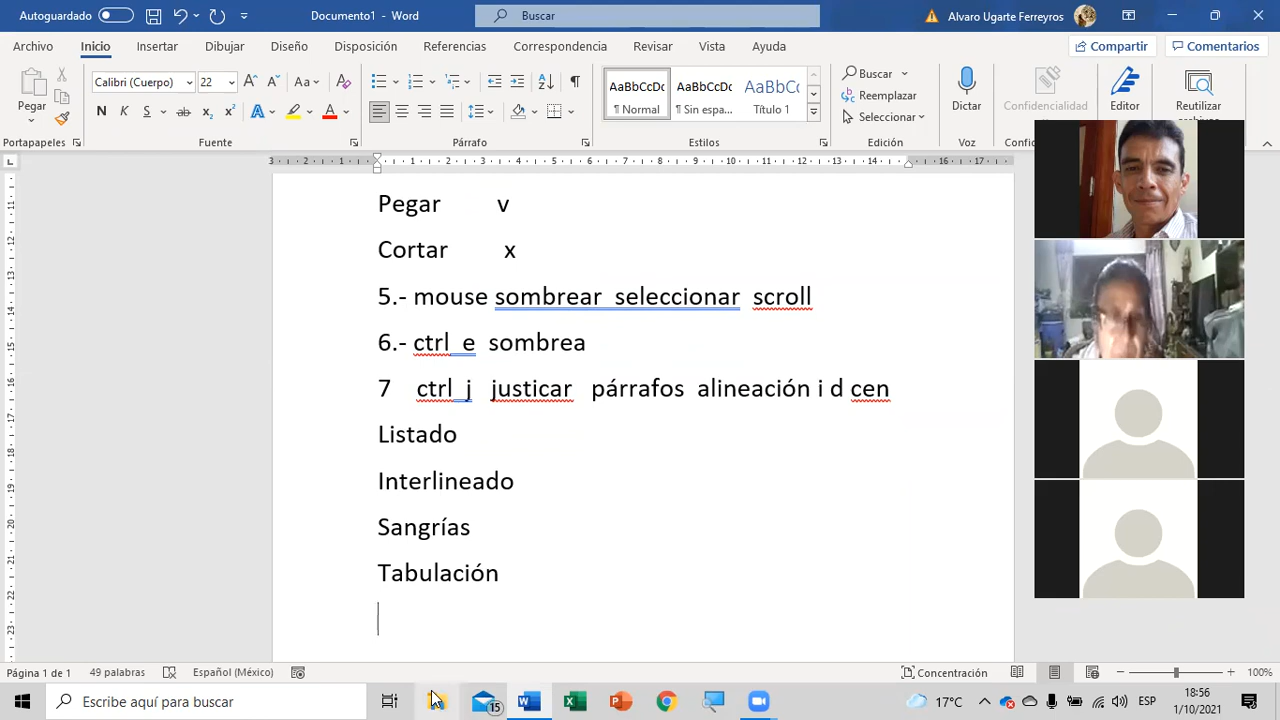 Autoguardado
Documento1 - Word
Buscar
Alvaro Ugarte Ferreyros
Archivo Inicio Insertar Dibujar Diseño Disposición Referencias Correspondencia Revisar Vista Ayuda
Compartir
Comentarios
Pegar
Portapapeles
Calibri (Cuerpo) 22
N K S ab x₂ x²
Fuente
Párrafo
AaBbCcDc AaBbCcDc AaBbCc
¶ Normal ¶ Sin espa... Título 1
Estilos
Buscar
Reemplazar
Seleccionar
Edición
Dictar
Voz
Confidencialidad
Editor
Reutilizar
Pegar v
Cortar x
5.- mouse sombrear seleccionar scroll
6.- ctrl e sombrea
7 ctrl j justicar párrafos alineación i d cen
Listado
Interlineado
Sangrías
Tabulación
Página 1 de 1
49 palabras
Español (México)
Concentración
100%
Escribe aquí para buscar
15
17°C
ESP
18:56
1/10/2021